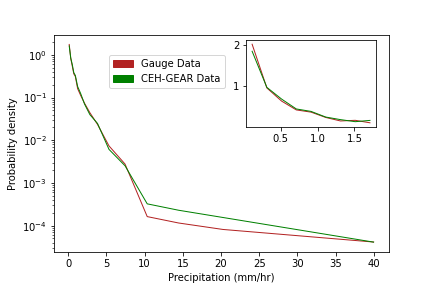 Gauge Data
CEH-GEAR Data
Probability density
10⁰
10⁻¹
10⁻²
10⁻³
10⁻⁴
0 5 10 15 20 25 30 35 40
Precipitation (mm/hr)
2
1
0.5 1.0 1.5